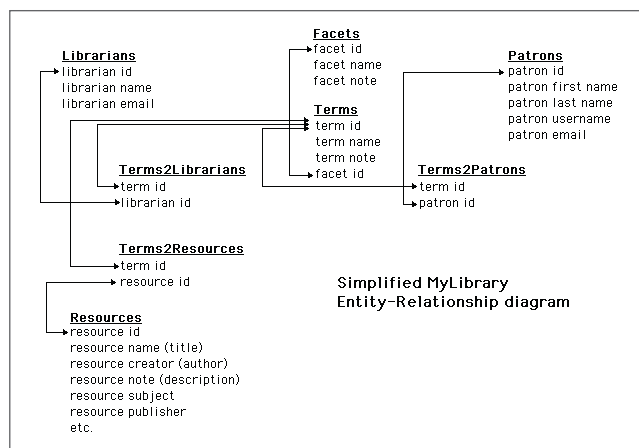 Librarians
librarian id
librarian name
librarian email
Facets
facet id
facet name
facet note
Patrons
patron id
patron first name
patron last name
patron username
patron email
Terms
term id
term name
term note
facet id
Terms2Librarians
term id
librarian id
Terms2Patrons
term id
patron id
Terms2Resources
term id
resource id
Simplified MyLibrary
Entity-Relationship diagram
Resources
resource id
resource name (title)
resource creator (author)
resource note (description)
resource subject
resource publisher
etc.